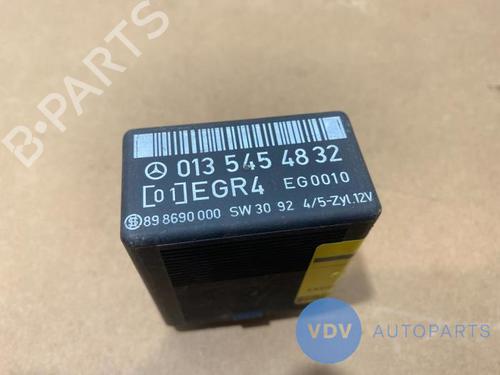 B-PARTS
013 545 48 32
[01] EGR4 EG0010
89 8690 000 SW 30 92 4/5-Zyl.12V
VDV AUTOPARTS